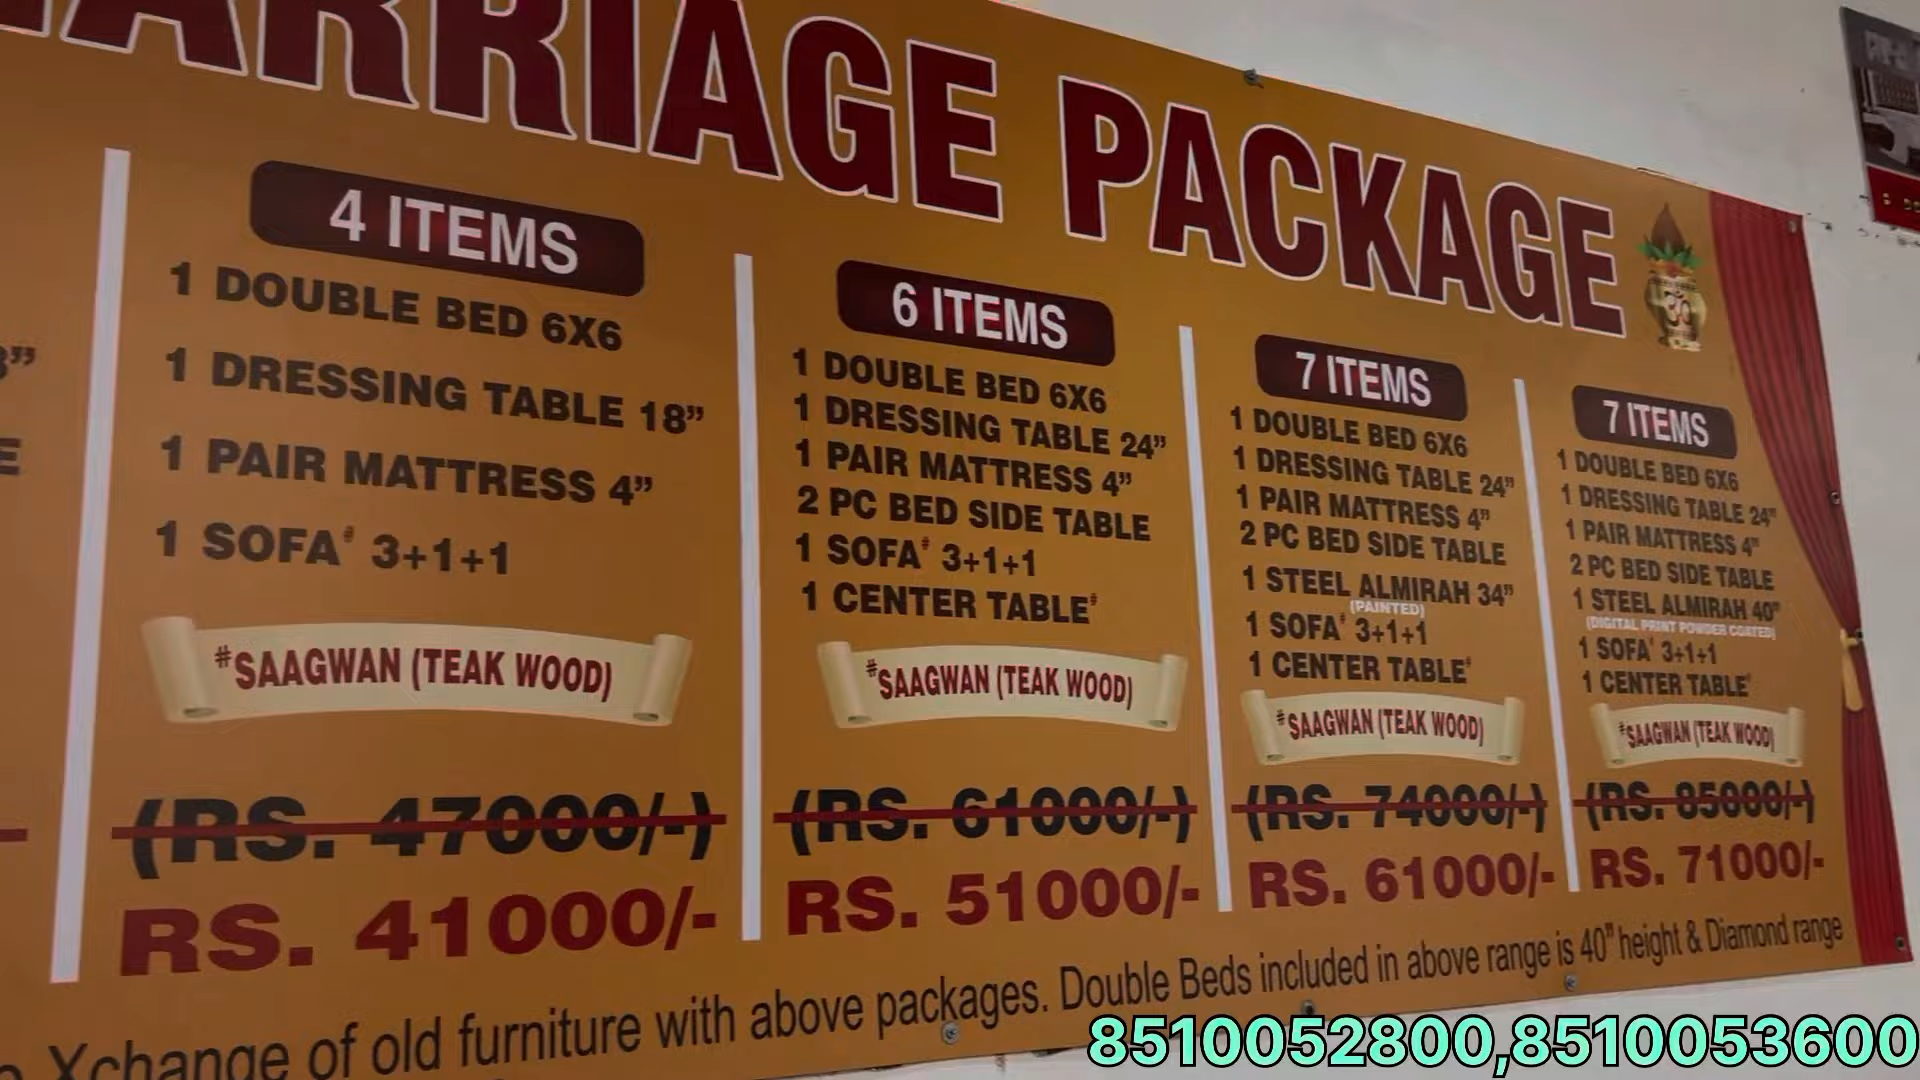 ARRIAGE PACKAGE
4 ITEMS
1 DOUBLE BED 6X6
1 DRESSING TABLE 18”
1 PAIR MATTRESS 4”
1 SOFA# 3+1+1
#SAAGWAN (TEAK WOOD)
(RS. 47000/-)
RS. 41000/-
6 ITEMS
1 DOUBLE BED 6X6
1 DRESSING TABLE 24”
1 PAIR MATTRESS 4”
2 PC BED SIDE TABLE
1 SOFA# 3+1+1
1 CENTER TABLE#
#SAAGWAN (TEAK WOOD)
(RS. 61000/-)
RS. 51000/-
7 ITEMS
1 DOUBLE BED 6X6
1 DRESSING TABLE 24”
1 PAIR MATTRESS 4”
2 PC BED SIDE TABLE
1 STEEL ALMIRAH 34”
(PAINTED)
1 SOFA# 3+1+1
1 CENTER TABLE#
#SAAGWAN (TEAK WOOD)
(RS. 74000/-)
RS. 61000/-
7 ITEMS
1 DOUBLE BED 6X6
1 DRESSING TABLE 24”
1 PAIR MATTRESS 4”
2 PC BED SIDE TABLE
1 STEEL ALMIRAH 40”
(DIGITAL PRINT POWDER COATED)
1 SOFA# 3+1+1
1 CENTER TABLE#
#SAAGWAN (TEAK WOOD)
(RS. 85000/-)
RS. 71000/-
Xchange of old furniture with above packages. Double Beds included in above range is 40” height & Diamond range
8510052800,8510053600